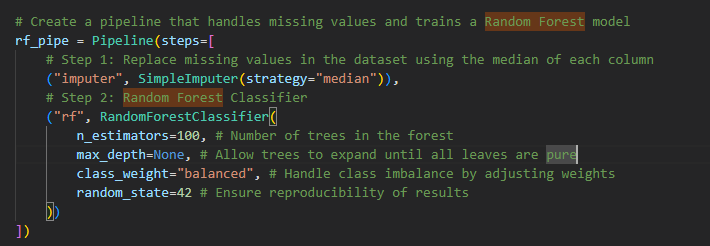 # Create a pipeline that handles missing values and trains a Random Forest model
rf_pipe = Pipeline(steps=[
    # Step 1: Replace missing values in the dataset using the median of each column
    ("imputer", SimpleImputer(strategy="median")),
    # Step 2: Random Forest Classifier
    ("rf", RandomForestClassifier(
        n_estimators=100, # Number of trees in the forest
        max_depth=None, # Allow trees to expand until all leaves are pure
        class_weight="balanced", # Handle class imbalance by adjusting weights
        random_state=42 # Ensure reproducibility of results
    ))
])